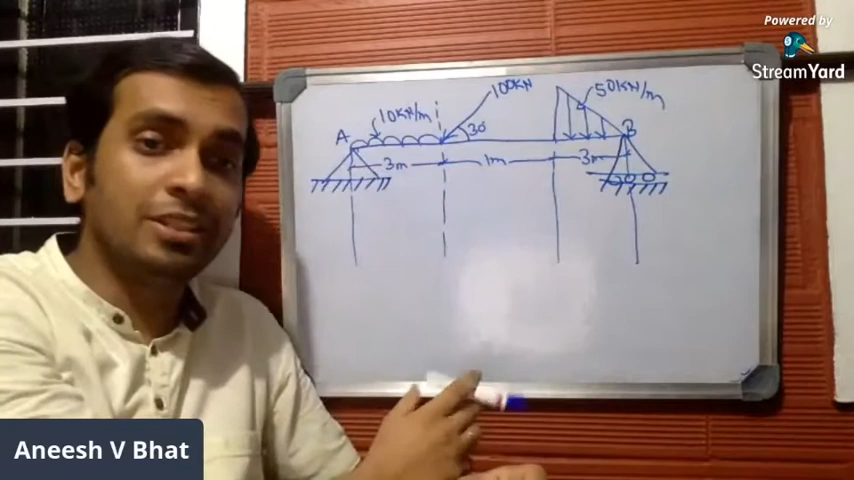 Powered by
StreamYard
10KN/m
100KN
50KN/m
A
30
B
3m
1m
3m
Aneesh V Bhat